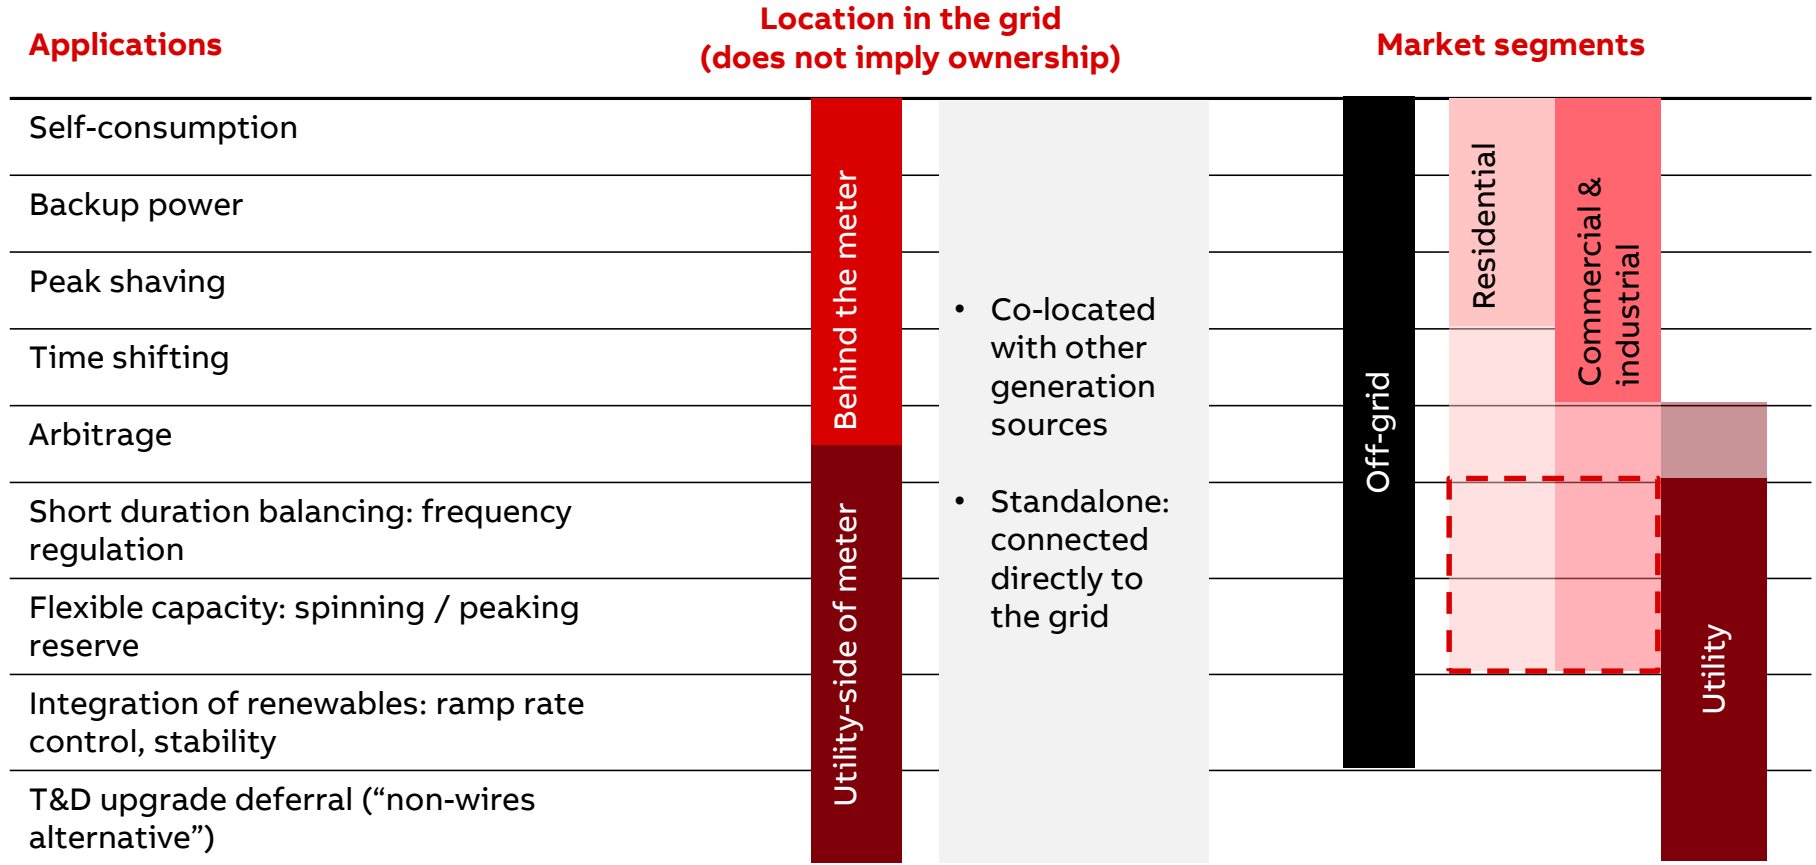 Applications
Location in the grid
(does not imply ownership)
Market segments
Self-consumption
Backup power
Peak shaving
Time shifting
Arbitrage
Short duration balancing: frequency
regulation
Flexible capacity: spinning / peaking
reserve
Integration of renewables: ramp rate
control, stability
T&D upgrade deferral (“non-wires
alternative”)
Behind the meter
Utility-side of meter
• Co-located
with other
generation
sources
• Standalone:
connected
directly to
the grid
Off-grid
Residential
Commercial &
industrial
Utility